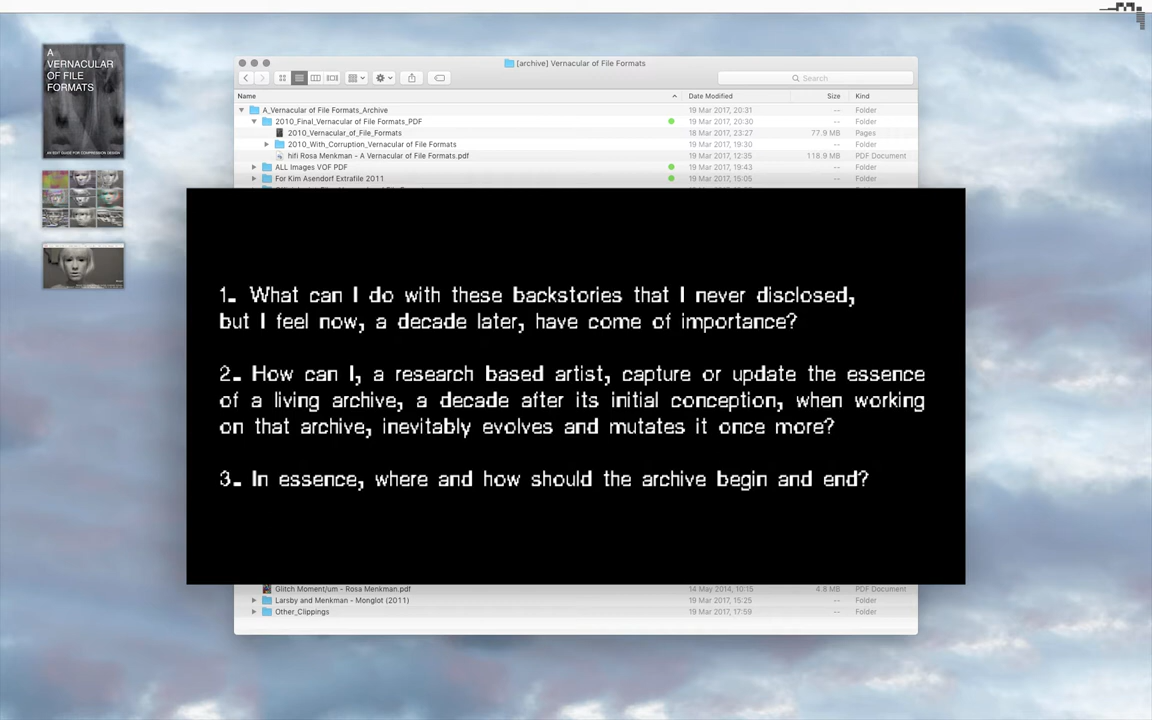 A
VERNACULAR
OF FILE
FORMATS
[archive] Vernacular of File Formats
Search
Name Date Modified Size Kind
A_Vernacular of File Formats_Archive 19 Mar 2017, 20:31 -- Folder
2010_Final_Vernacular of File Formats_PDF 19 Mar 2017, 20:30 -- Folder
2010_Vernacular_of_File_Formats 18 Mar 2017, 23:27 77.9 MB Pages
2010_With_Corruption_Vernacular of File Formats 19 Mar 2017, 19:30 -- Folder
hifi Rosa Menkman - A Vernacular of File Formats.pdf 19 Mar 2017, 12:35 118.9 MB PDF Document
ALL Images VOF PDF 19 Mar 2017, 19:43 -- Folder
For Kim Asendorf Extrafile 2011 19 Mar 2017, 15:05 -- Folder
1. What can I do with these backstories that I never disclosed,
but I feel now, a decade later, have come of importance?
2. How can I, a research based artist, capture or update the essence
of a living archive, a decade after its initial conception, when working
on that archive, inevitably evolves and mutates it once more?
3. In essence, where and how should the archive begin and end?
Glitch Moment/um - Rosa Menkman.pdf 14 May 2014, 10:15 4.8 MB PDF Document
Larsby and Menkman - Monglot (2011) 19 Mar 2017, 15:25 -- Folder
Other_Clippings 19 Mar 2017, 17:59 -- Folder